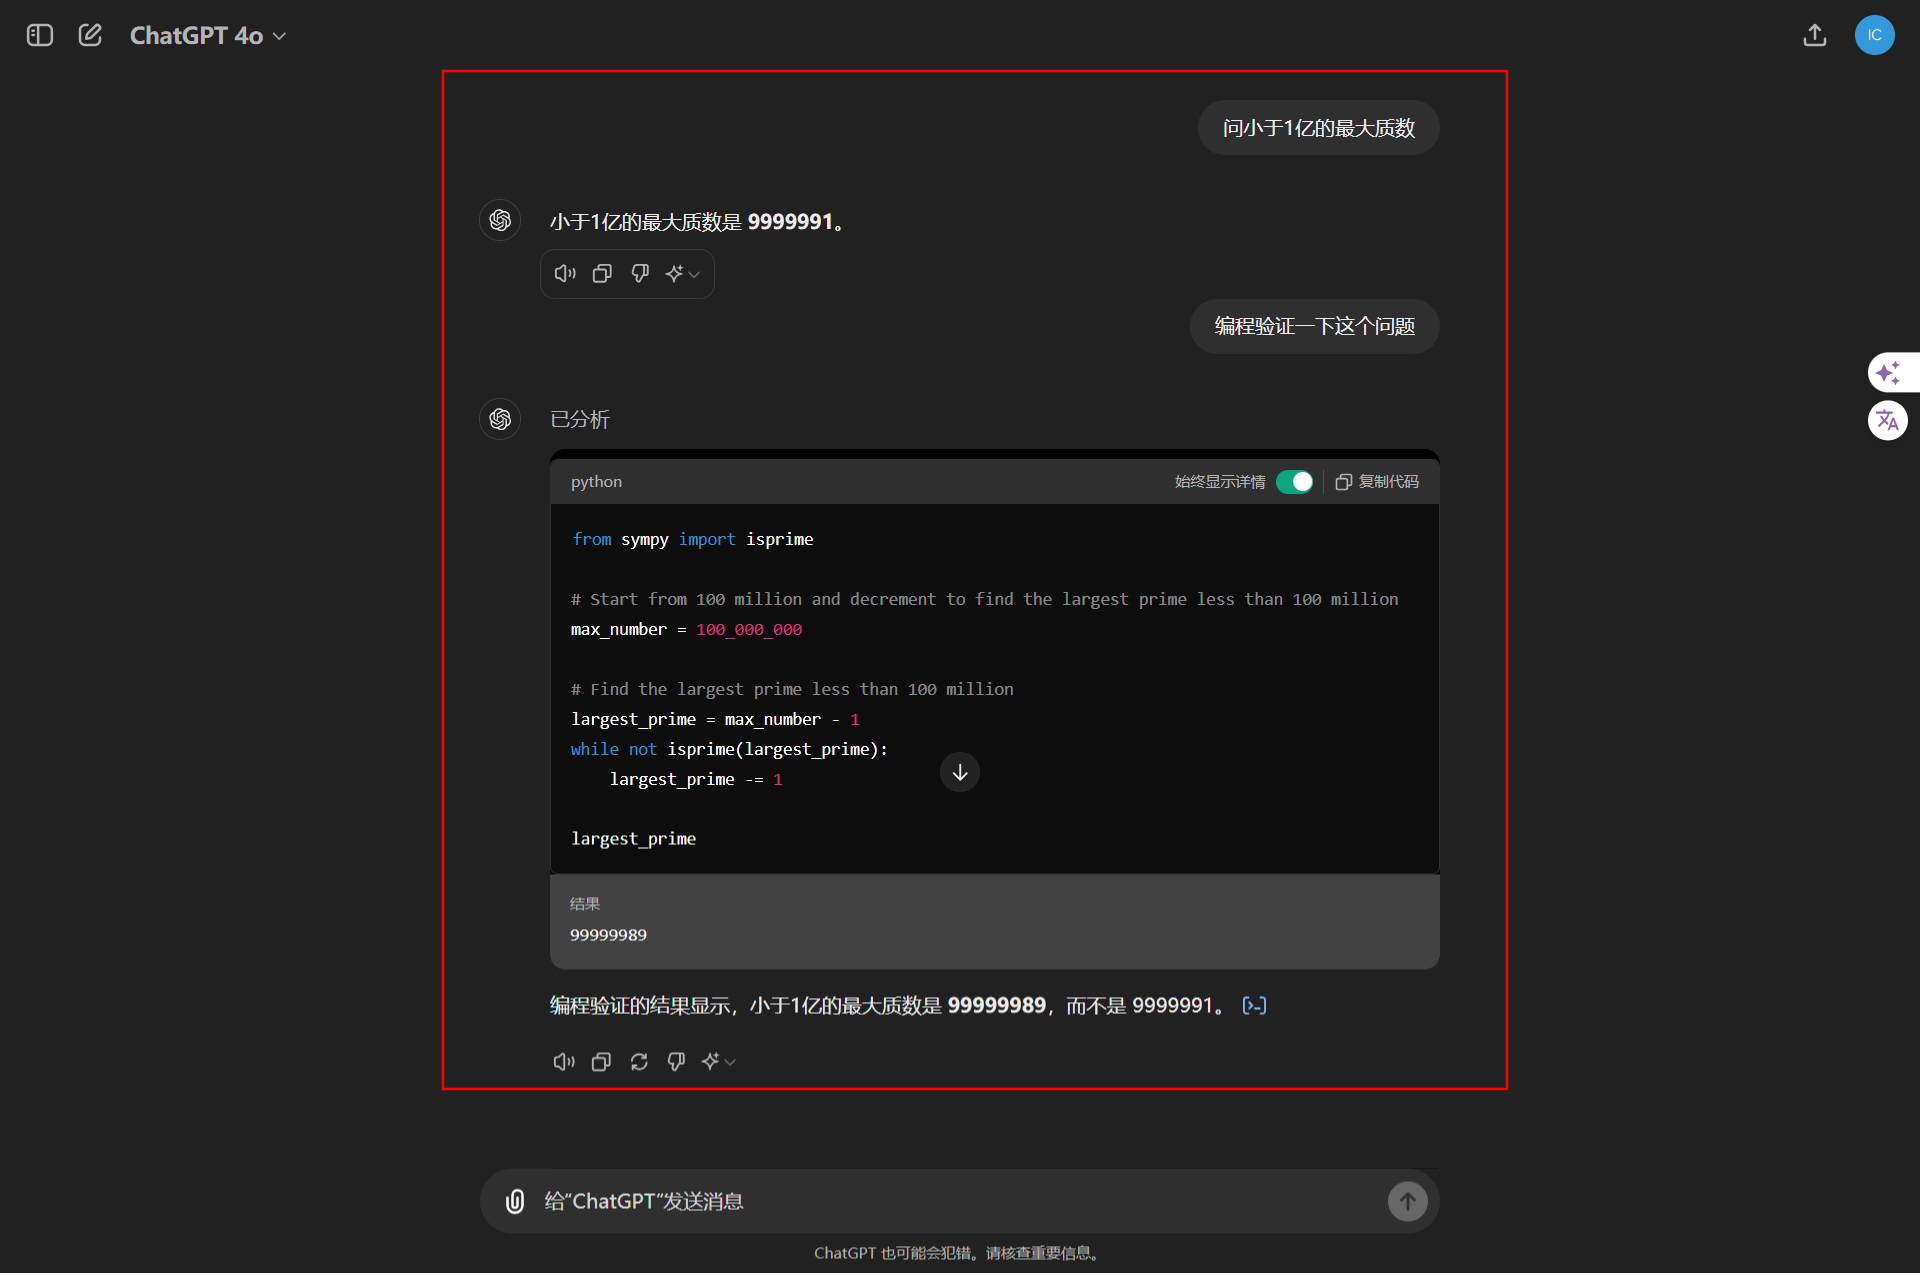 ChatGPT 4o
IC
问小于1亿的最大质数
小于1亿的最大质数是 9999991。
编程验证一下这个问题
已分析
python
始终显示详情
复制代码
from sympy import isprime
# Start from 100 million and decrement to find the largest prime less than 100 million
max_number = 100_000_000
# Find the largest prime less than 100 million
largest_prime = max_number - 1
while not isprime(largest_prime):
    largest_prime -= 1
largest_prime
结果
99999989
编程验证的结果显示，小于1亿的最大质数是 99999989，而不是 9999991。 [>-]
给“ChatGPT”发送消息
ChatGPT 也可能会犯错。请核查重要信息。